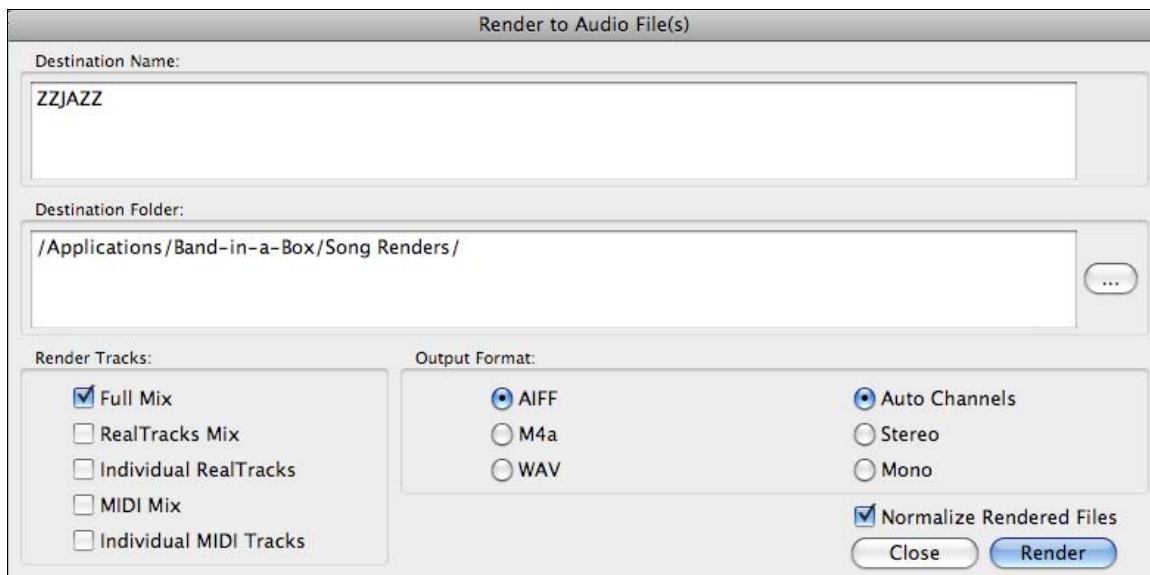 Render to Audio File(s)
Destination Name:
ZZJAZZ
Destination Folder:
/Applications/Band-in-a-Box/Song Renders/
...
Render Tracks:
Full Mix
RealTracks Mix
Individual RealTracks
MIDI Mix
Individual MIDI Tracks
Output Format:
AIFF
M4a
WAV
Auto Channels
Stereo
Mono
Normalize Rendered Files
Close
Render